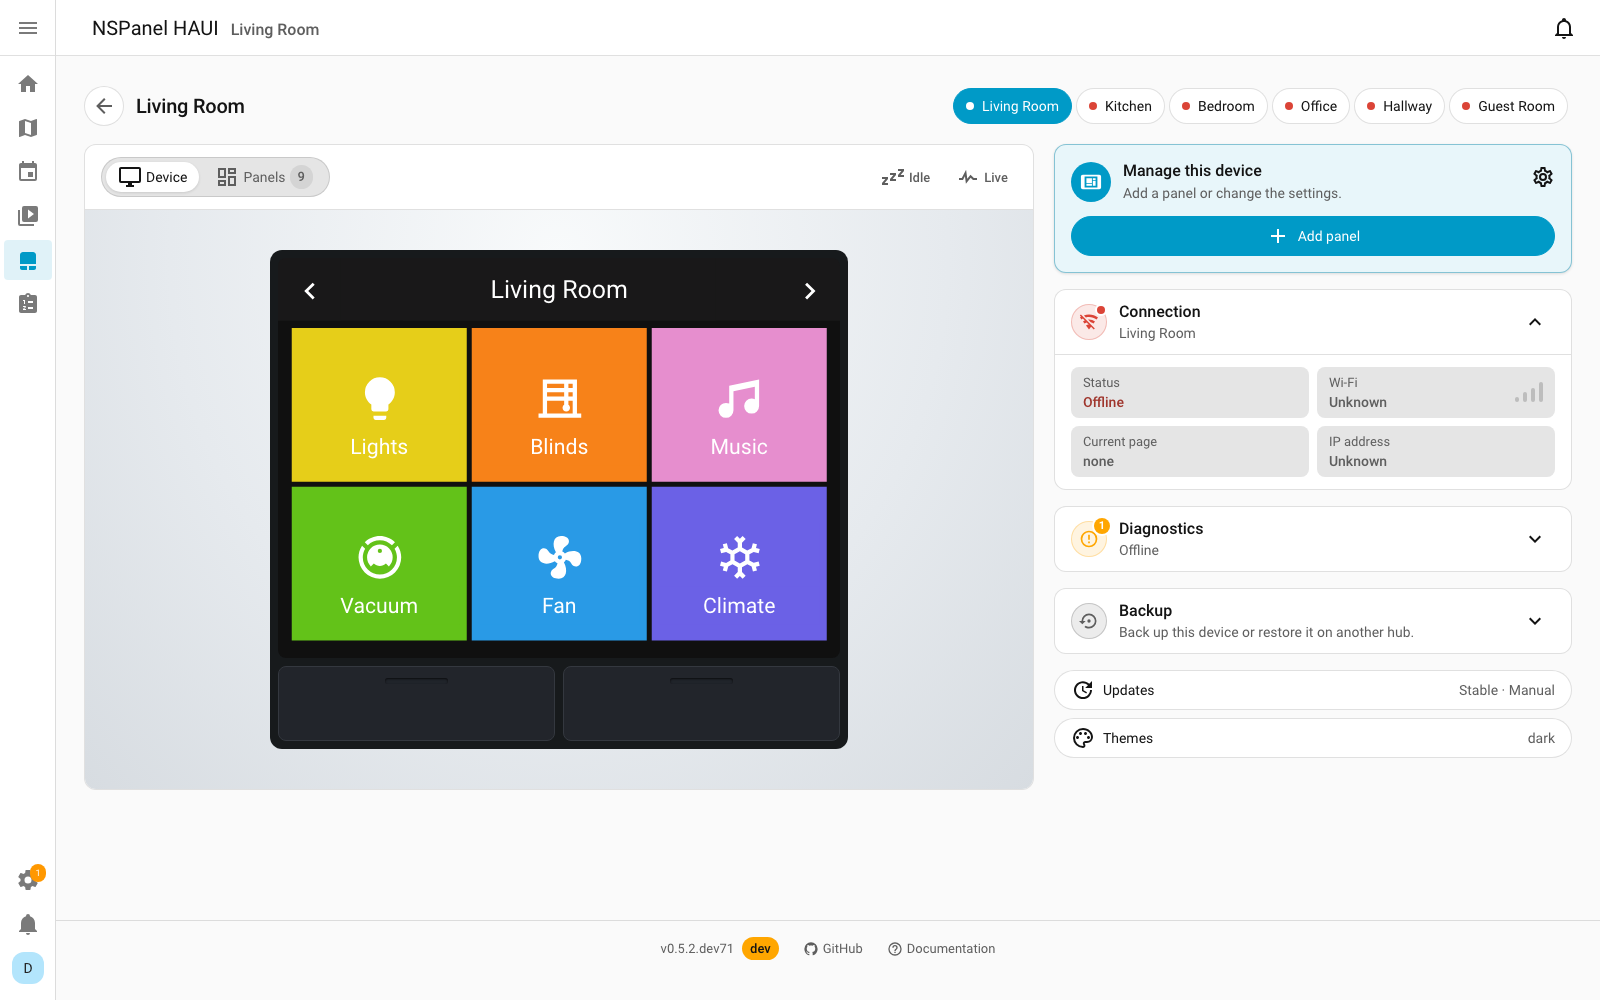 NSPanel HAUI Living Room
Living Room
Living Room Kitchen Bedroom Office Hallway Guest Room
Device Panels 9
zzZ Idle Live
Living Room
Lights Blinds Music
Vacuum Fan Climate
Manage this device
Add a panel or change the settings.
Add panel
Connection
Living Room
Status
Offline
Wi-Fi
Unknown
Current page
none
IP address
Unknown
1
Diagnostics
Offline
Backup
Back up this device or restore it on another hub.
Updates Stable · Manual
Themes dark
1
D
v0.5.2.dev71 dev GitHub Documentation